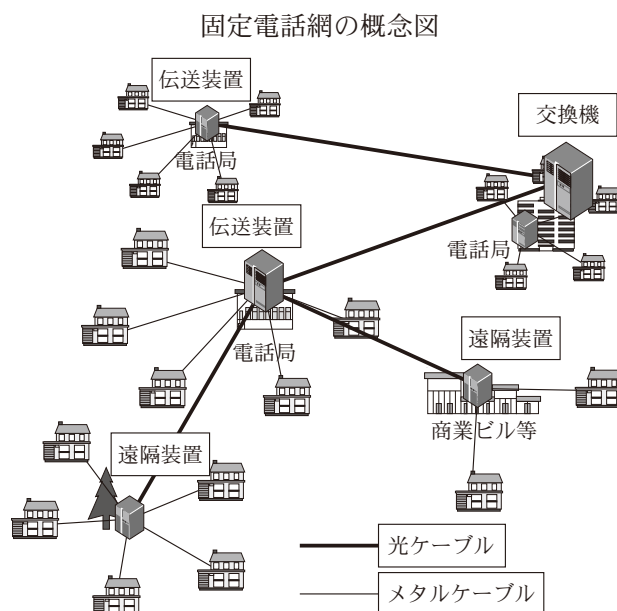 固定電話網の概念図
伝送装置
電話局
交換機
電話局
伝送装置
電話局
遠隔装置
商業ビル等
遠隔装置
光ケーブル
メタルケーブル